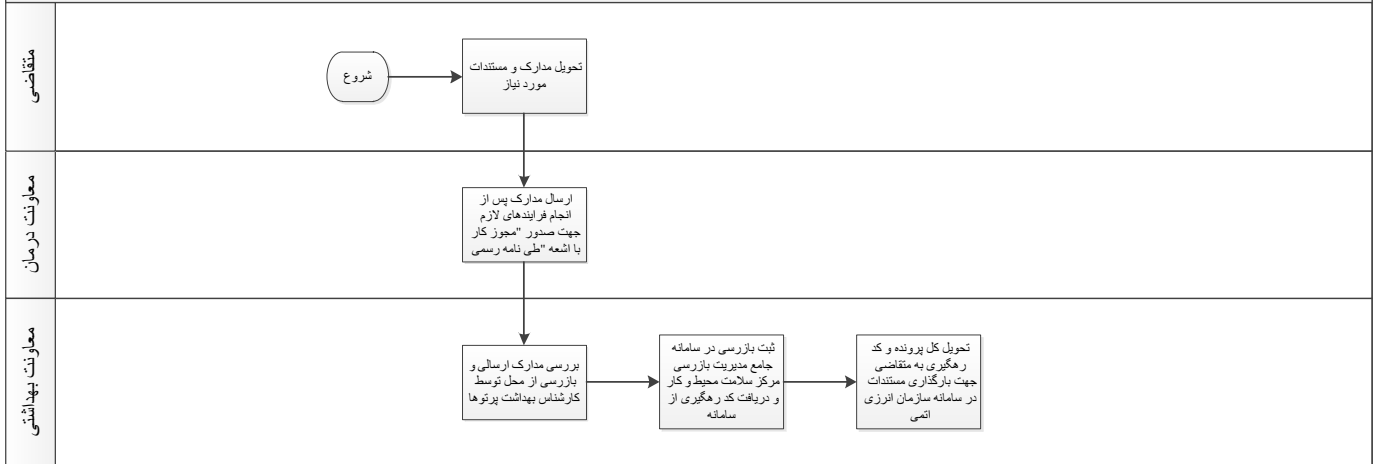 متقاضی
شروع
تحویل مدارک و مستندات
مورد نیاز
معاونت درمان
ارسال مدارک پس از
انجام فرایندهای لازم
جهت صدور "مجوز کار
با اشعه "طی نامه رسمی
معاونت بهداشتی
بررسی مدارک ارسالی و
بازرسی از محل توسط
کارشناس بهداشت پرتوها
ثبت بازرسی در سامانه
جامع مدیریت بازرسی
مرکز سلامت محیط و کار
و دریافت کد رهگیری از
سامانه
تحویل کل پرونده و کد
رهگیری به متقاضی
جهت بارگذاری مستندات
در سامانه سازمان انرزی
اتمی